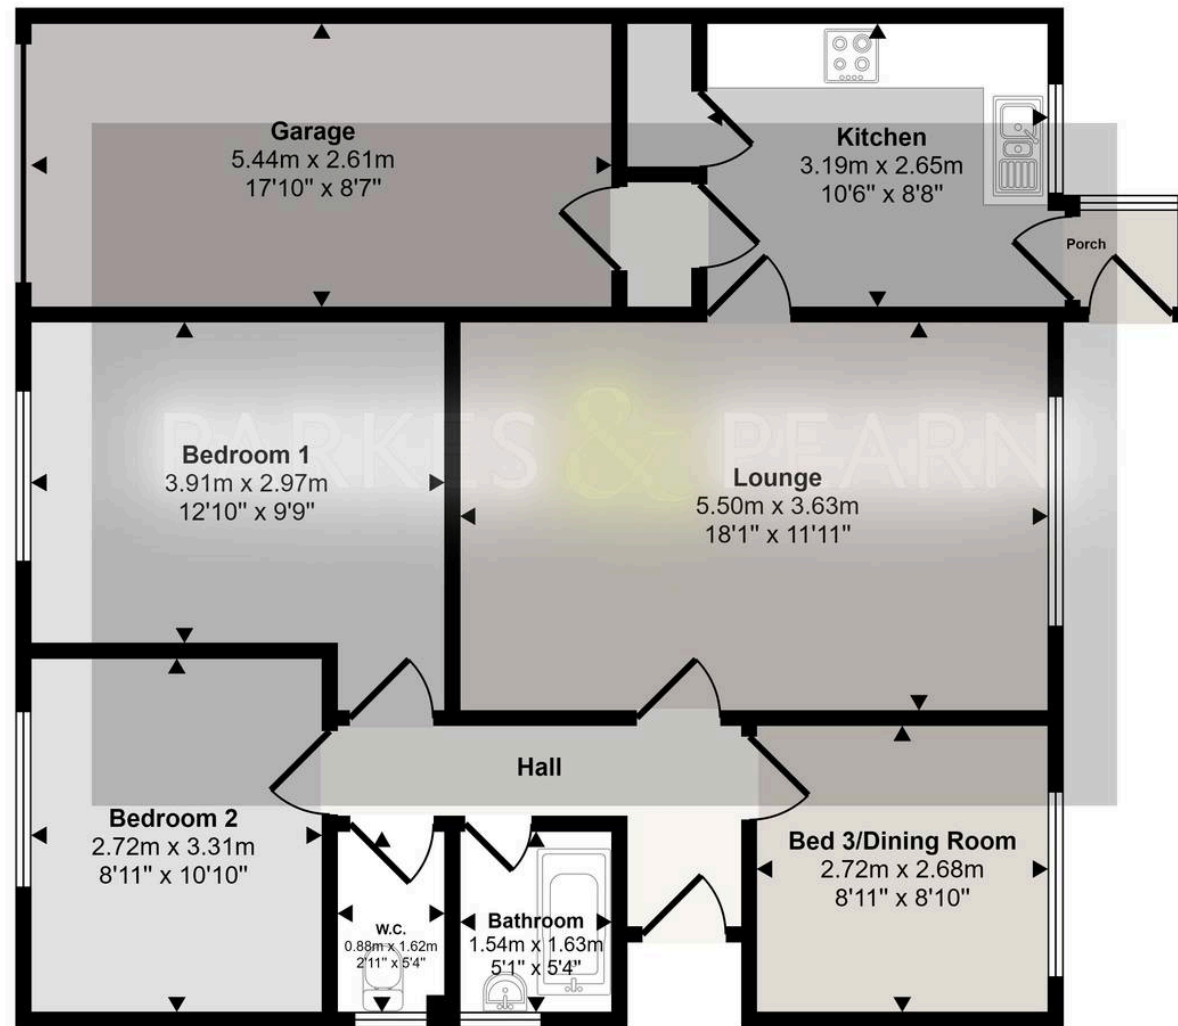 Garage
5.44m x 2.61m
17'10" x 8'7"
Kitchen
3.19m x 2.65m
10'6" x 8'8"
Porch
PARKES & PEARN
Bedroom 1
3.91m x 2.97m
12'10" x 9'9"
Lounge
5.50m x 3.63m
18'1" x 11'11"
Hall
Bedroom 2
2.72m x 3.31m
8'11" x 10'10"
Bed 3/Dining Room
2.72m x 2.68m
8'11" x 8'10"
W.C.
0.88m x 1.62m
2'11" x 5'4"
Bathroom
1.54m x 1.63m
5'1" x 5'4"